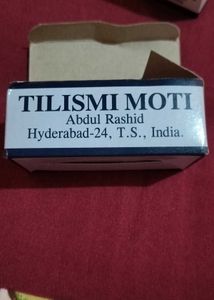 TILISMI MOTI
Abdul Rashid
Hyderabad-24, T.S., India.